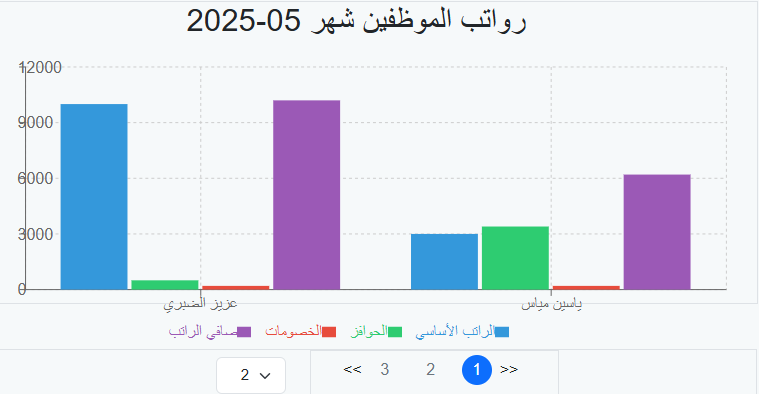 رواتب الموظفين شهر 05-2025
12000
9000
6000
3000
0
عزيز الضبري
ياسين مياس
الراتب الأساسي الحوافز الخصومات صافي الراتب
>> 1 2 3 << 2